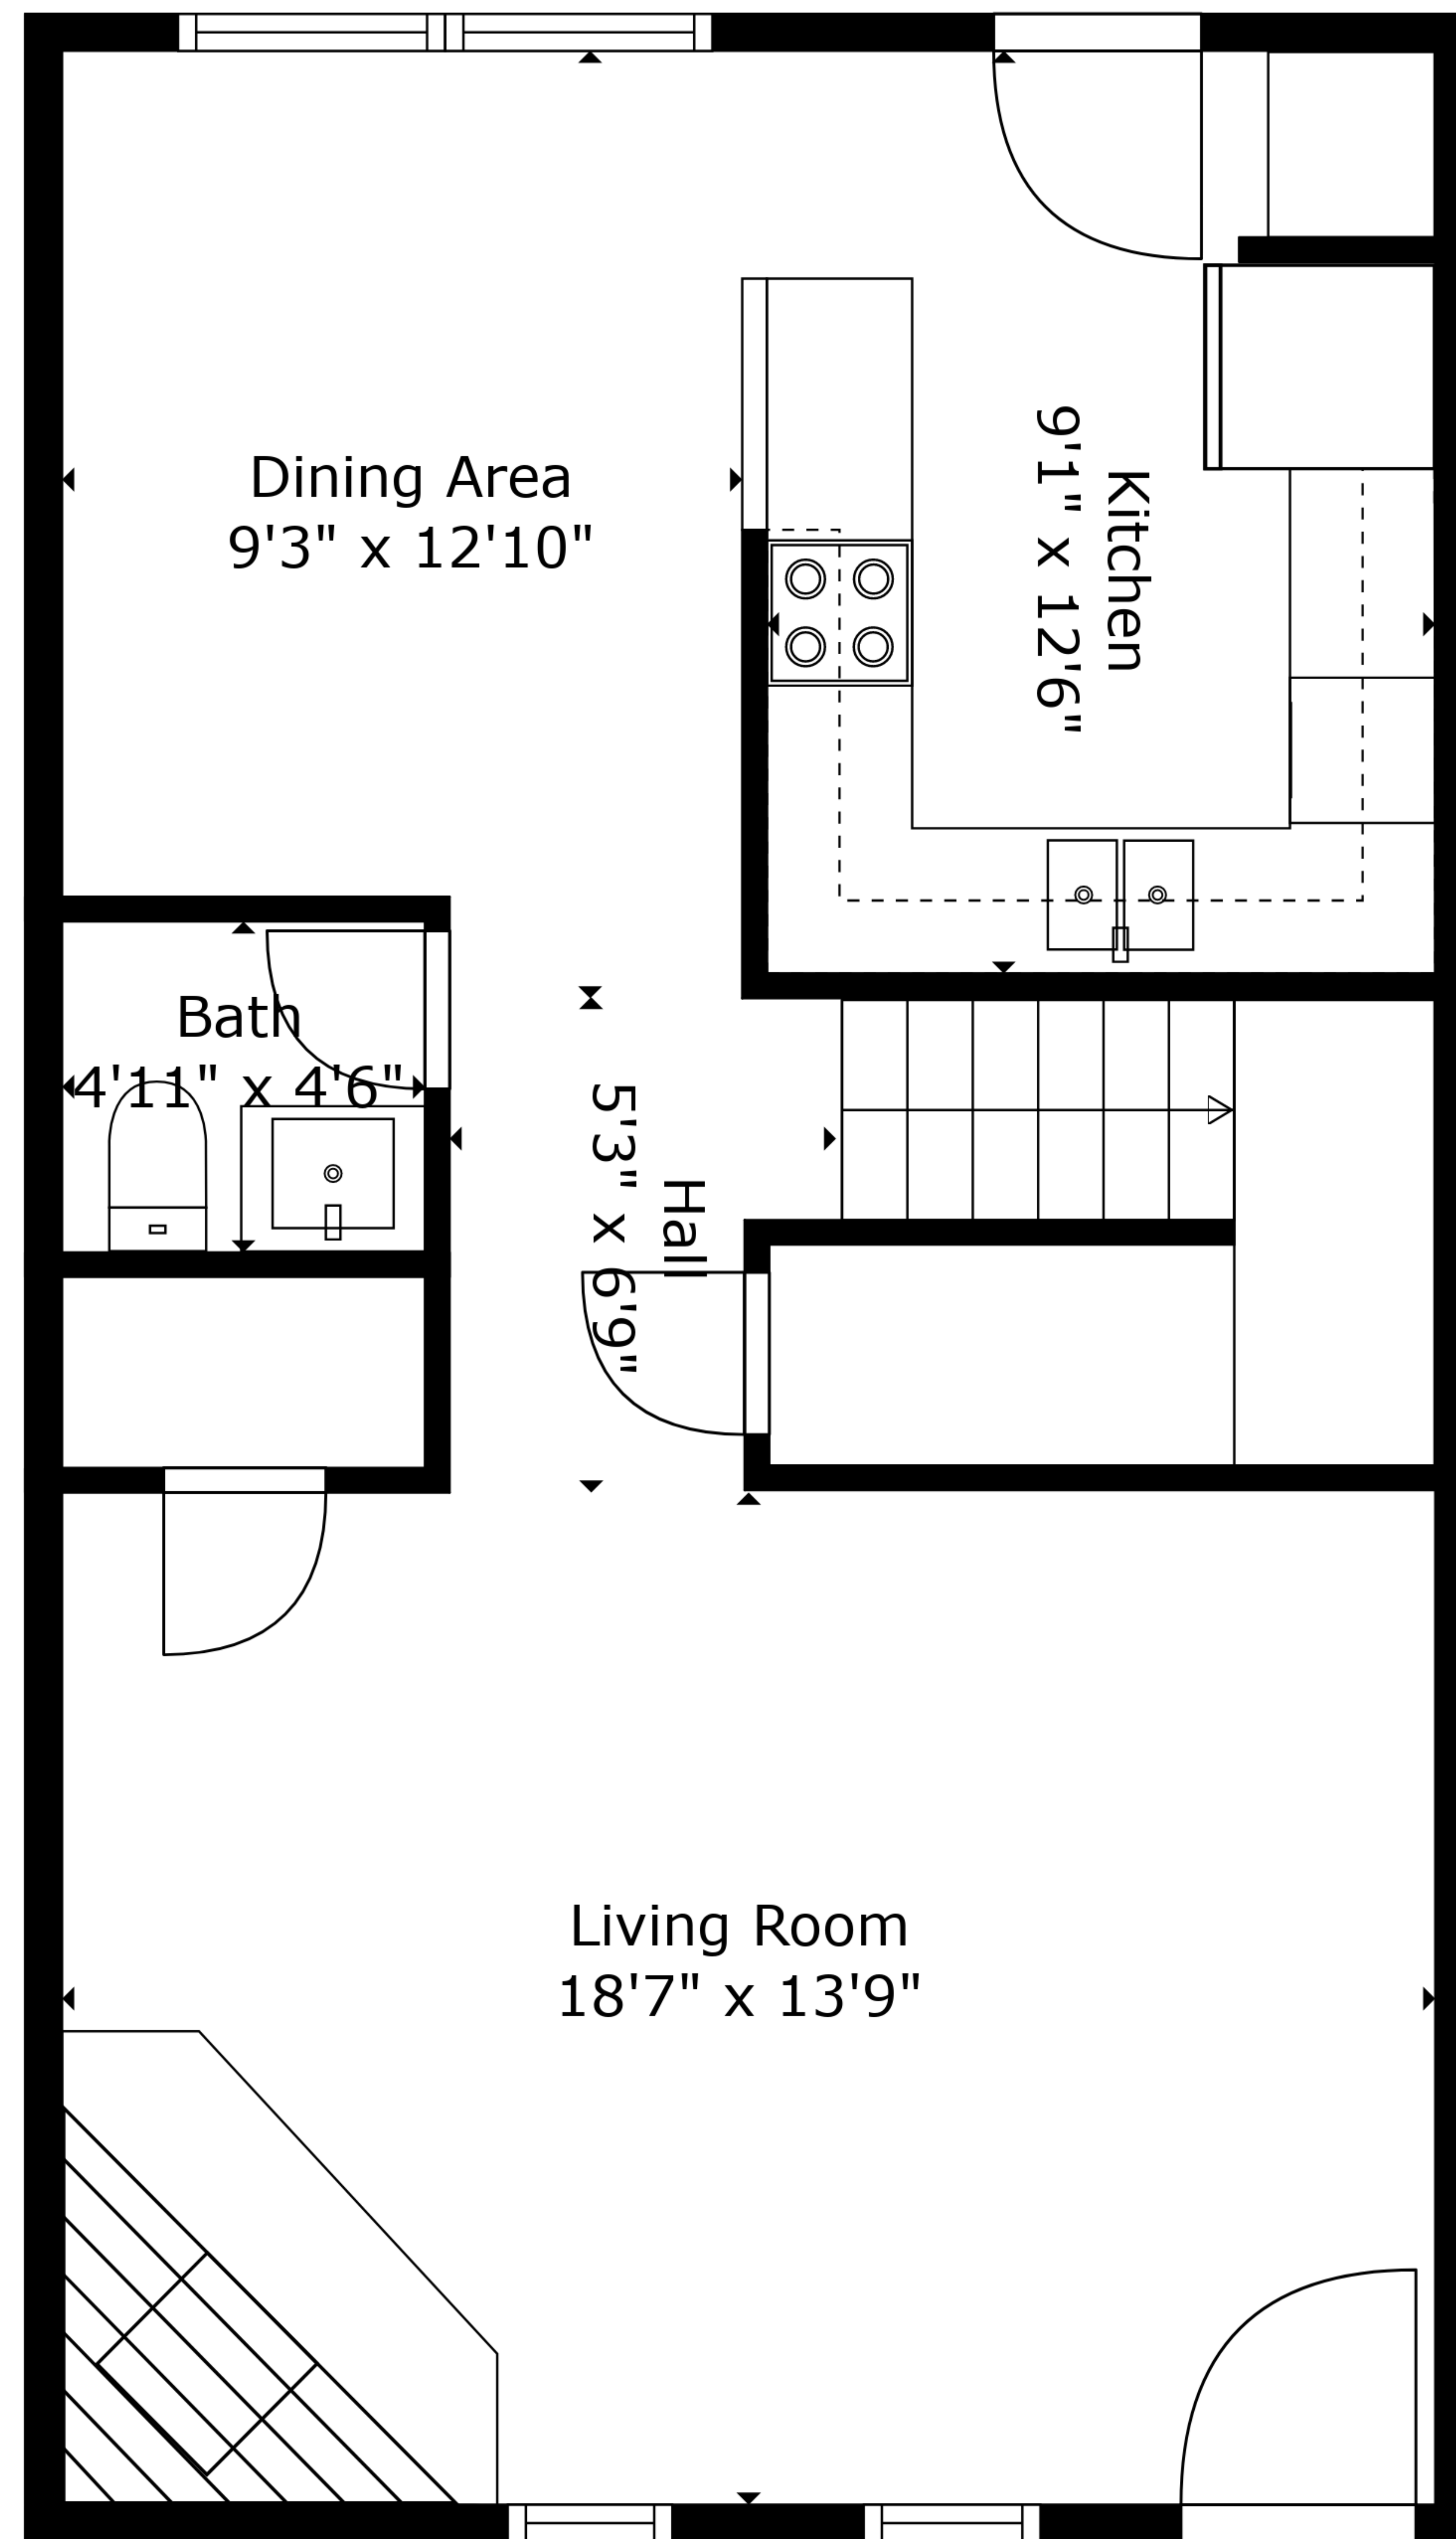 Dining Area
9'3" x 12'10"
Kitchen
9'1" x 12'6"
Bath
4'11" x 4'6"
Hall
5'3" x 6'9"
Living Room
18'7" x 13'9"